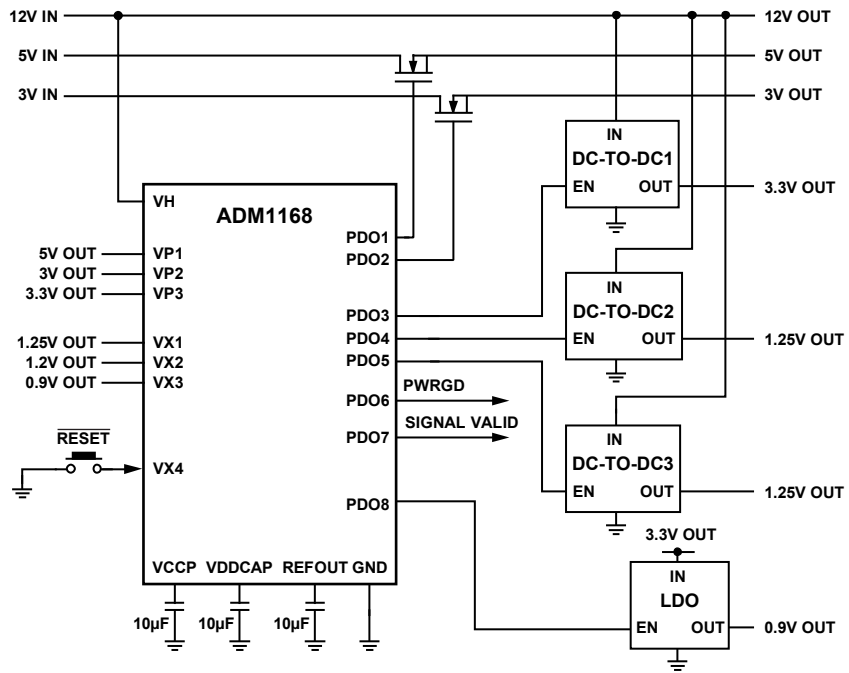 12V IN
12V OUT
5V IN
5V OUT
3V IN
3V OUT
IN
DC-TO-DC1
EN OUT
3.3V OUT
VH
ADM1168
PDO1
PDO2
5V OUT VP1
3V OUT VP2
3.3V OUT VP3
IN
DC-TO-DC2
EN OUT
1.25V OUT
PDO3
PDO4
PDO5
1.25V OUT VX1
1.2V OUT VX2
0.9V OUT VX3
PDO6
PWRGD
PDO7
SIGNAL VALID
RESET
VX4
IN
DC-TO-DC3
EN OUT
1.25V OUT
PDO8
3.3V OUT
IN
LDO
EN OUT
0.9V OUT
VCCP VDDCAP REFOUT GND
10µF 10µF 10µF